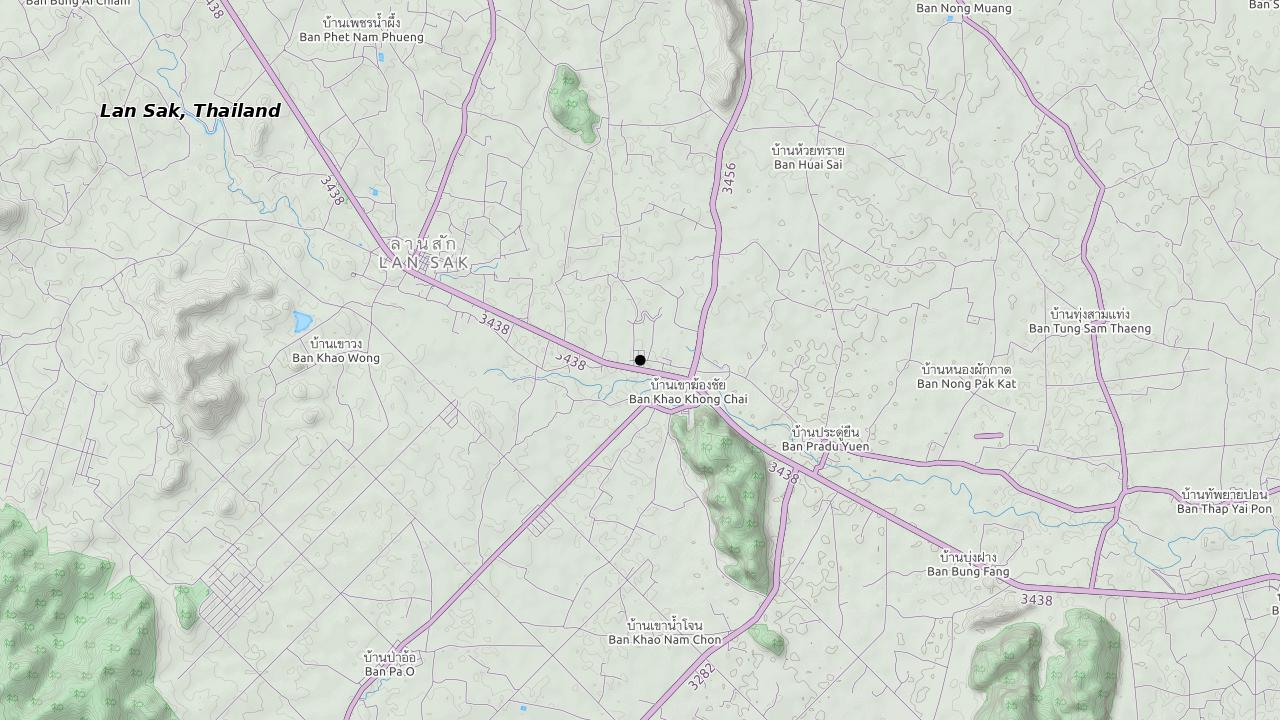 Ban Bung Ai Chiam
3438
บ้านเพชรน้ำผึ้ง
Ban Phet Nam Phueng
Ban Nong Muang
Lan Sak, Thailand
บ้านห้วยทราย
Ban Huai Sai
3456
3438
ลานสัก
LAN SAK
3438
บ้านทุ่งสามแท่ง
Ban Tung Sam Thaeng
บ้านเขาวง
Ban Khao Wong
3438
บ้านหนองผักกาด
Ban Nong Pak Kat
บ้านเขาฆ้องชัย
Ban Khao Khong Chai
บ้านประดู่ยืน
Ban Pradu Yuen
3438
บ้านทัพยายปอน
Ban Thap Yai Pon
บ้านบุ่งฝาง
Ban Bung Fang
3438
บ้านเขาน้ำโจน
Ban Khao Nam Chon
บ้านป่าอ้อ
Ban Pa O
3282